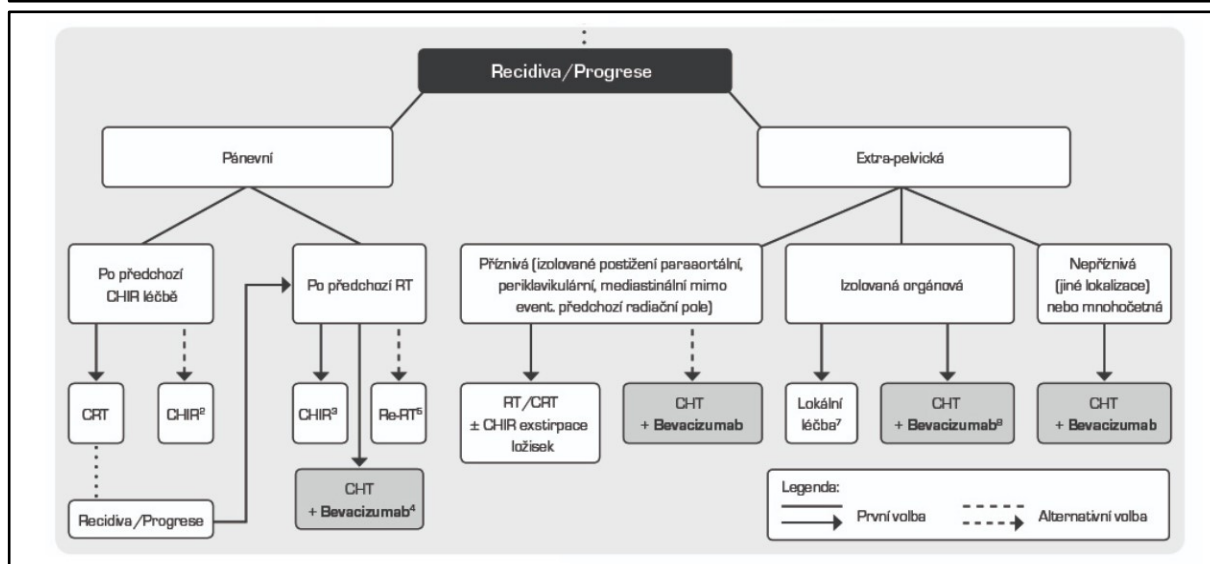 Recidiva/Progrese
Pánevní
Extra-pelvická
Po předchozí
CHIR léčbě
Po předchozí RT
Příznivá (izolované postižení paraaortální,
periklavikulární, mediastinální mimo
event. předchozí radiační pole)
Izolovaná orgánová
Nepříznivá
(jiné lokalizace)
nebo mnohočetná
CRT
CHIR²
CHIR³
Re-RT⁵
RT/CRT
± CHIR exstirpace
ložisek
CHT
+ Bevacizumab
Lokální
léčba⁷
CHT
+ Bevacizumab⁸
CHT
+ Bevacizumab
Recidiva/Progrese
CHT
+ Bevacizumab⁴
Legenda:
První volba
Alternativní volba